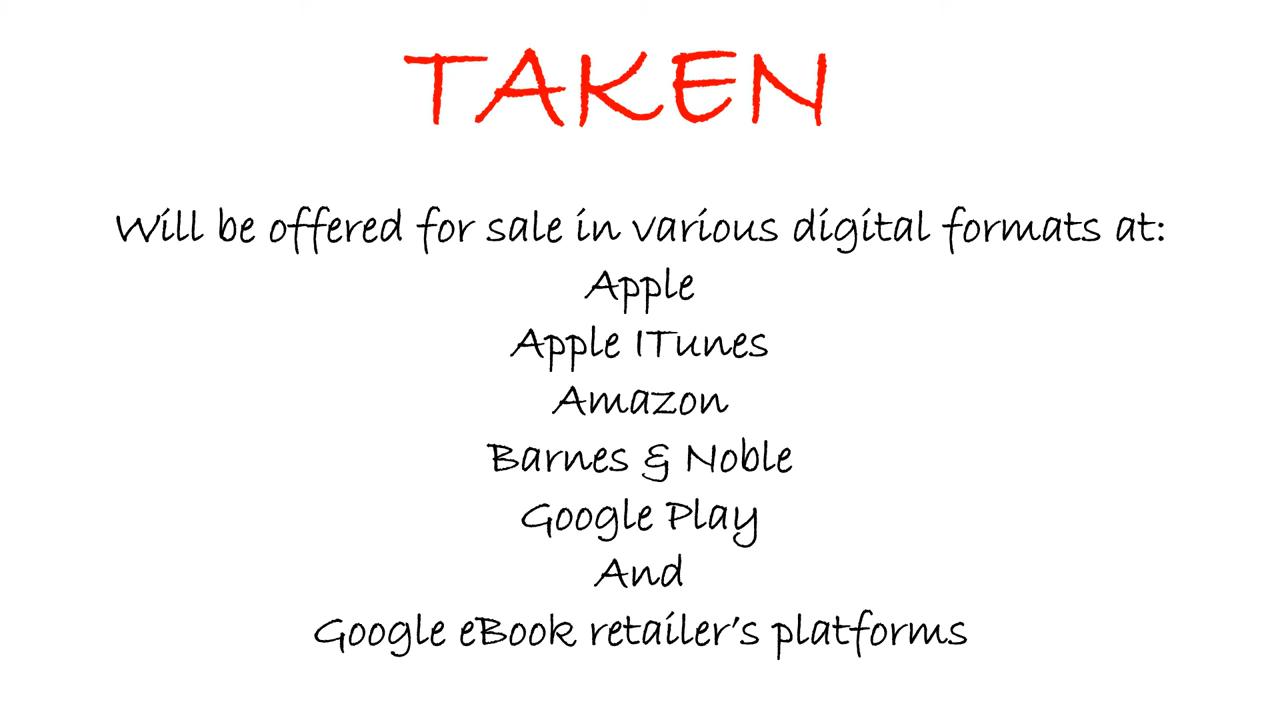 TAKEN
Will be offered for sale in various digital formats at:
Apple
Apple ITunes
Amazon
Barnes & Noble
Google Play
And
Google eBook retailer's platforms